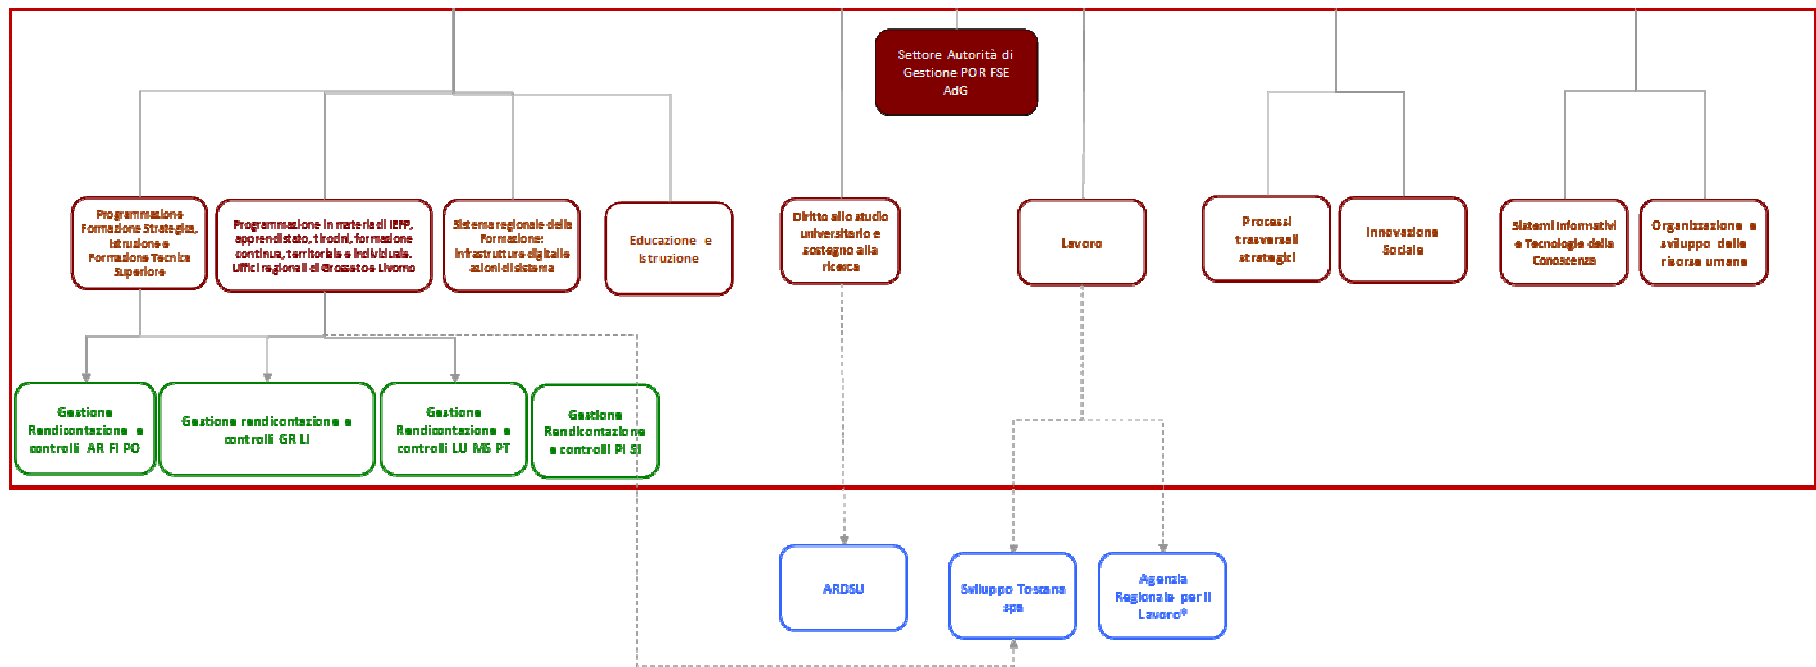 Settore Autorità di
Gestione POR FSE
AdG
Programmazione
Formazione Strategica,
Istruzione e
Formazione Tecnica
Superiore
Programmazione in materia di IEFP,
apprendistato, tirocini, formazione
continua, territoriale e individuale.
Uffici regionali di Grosseto e Livorno
Sistema regionale della
Formazione:
infrastrutture digitali e
azioni di sistema
Educazione e
Istruzione
Diritto allo studio
universitario e
sostegno alla
ricerca
Lavoro
Processi
trasversali
strategici
Innovazione
Sociale
Sistemi Informativi
e Tecnologie della
Conoscenza
Organizzazione e
sviluppo delle
risorse umane
Gestione
Rendicontazione e
controlli AR FI PO
Gestione rendicontazione e
controlli GR LI
Gestione
Rendicontazione e
controlli LU MS PT
Gestione
Rendicontazione
e controlli PI SI
ARDSU
Sviluppo Toscana
spa
Agenzia
Regionale per il
Lavoro*